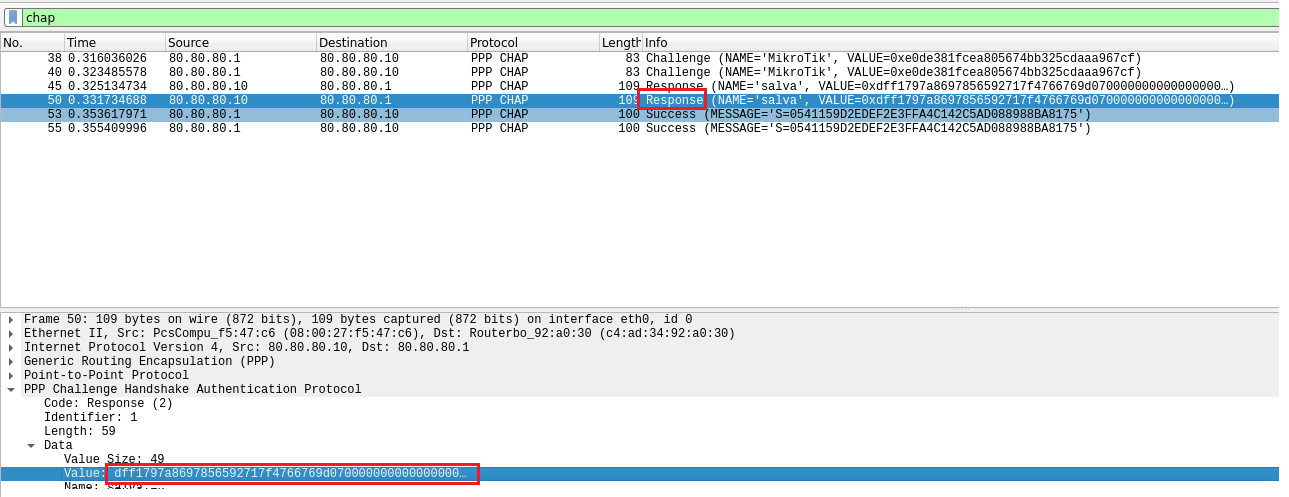 chap
No. Time Source Destination Protocol Length Info
38 0.316036026 80.80.80.1 80.80.80.10 PPP CHAP 83 Challenge (NAME='MikroTik', VALUE=0xe0de381fcea805674bb325cdaaa967cf)
40 0.323485578 80.80.80.1 80.80.80.10 PPP CHAP 83 Challenge (NAME='MikroTik', VALUE=0xe0de381fcea805674bb325cdaaa967cf)
45 0.325134734 80.80.80.10 80.80.80.1 PPP CHAP 109 Response (NAME='salva', VALUE=0xdff1797a8697856592717f4766769d070000000000000000…)
50 0.331734688 80.80.80.10 80.80.80.1 PPP CHAP 109 Response (NAME='salva', VALUE=0xdff1797a8697856592717f4766769d070000000000000000…)
53 0.353617971 80.80.80.1 80.80.80.10 PPP CHAP 100 Success (MESSAGE='S=0541159D2EDEF2E3FFA4C142C5AD088988BA8175')
55 0.355409996 80.80.80.1 80.80.80.10 PPP CHAP 100 Success (MESSAGE='S=0541159D2EDEF2E3FFA4C142C5AD088988BA8175')
Frame 50: 109 bytes on wire (872 bits), 109 bytes captured (872 bits) on interface eth0, id 0
Ethernet II, Src: PcsCompu_f5:47:c6 (08:00:27:f5:47:c6), Dst: Routerbo_92:a0:30 (c4:ad:34:92:a0:30)
Internet Protocol Version 4, Src: 80.80.80.10, Dst: 80.80.80.1
Generic Routing Encapsulation (PPP)
Point-to-Point Protocol
PPP Challenge Handshake Authentication Protocol
Code: Response (2)
Identifier: 1
Length: 59
Data
Value Size: 49
Value: dff1797a8697856592717f4766769d070000000000000000…
Name: